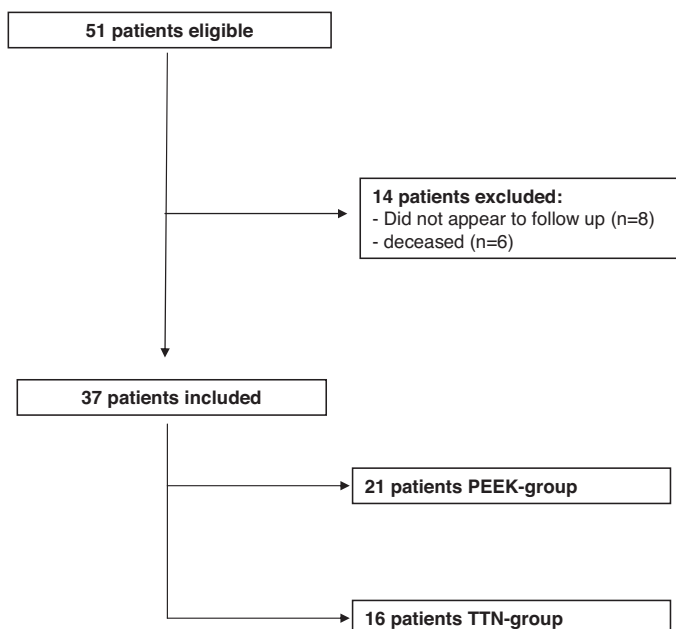 51 patients eligible
14 patients excluded:
- Did not appear to follow up (n=8)
- deceased (n=6)
37 patients included
21 patients PEEK-group
16 patients TTN-group